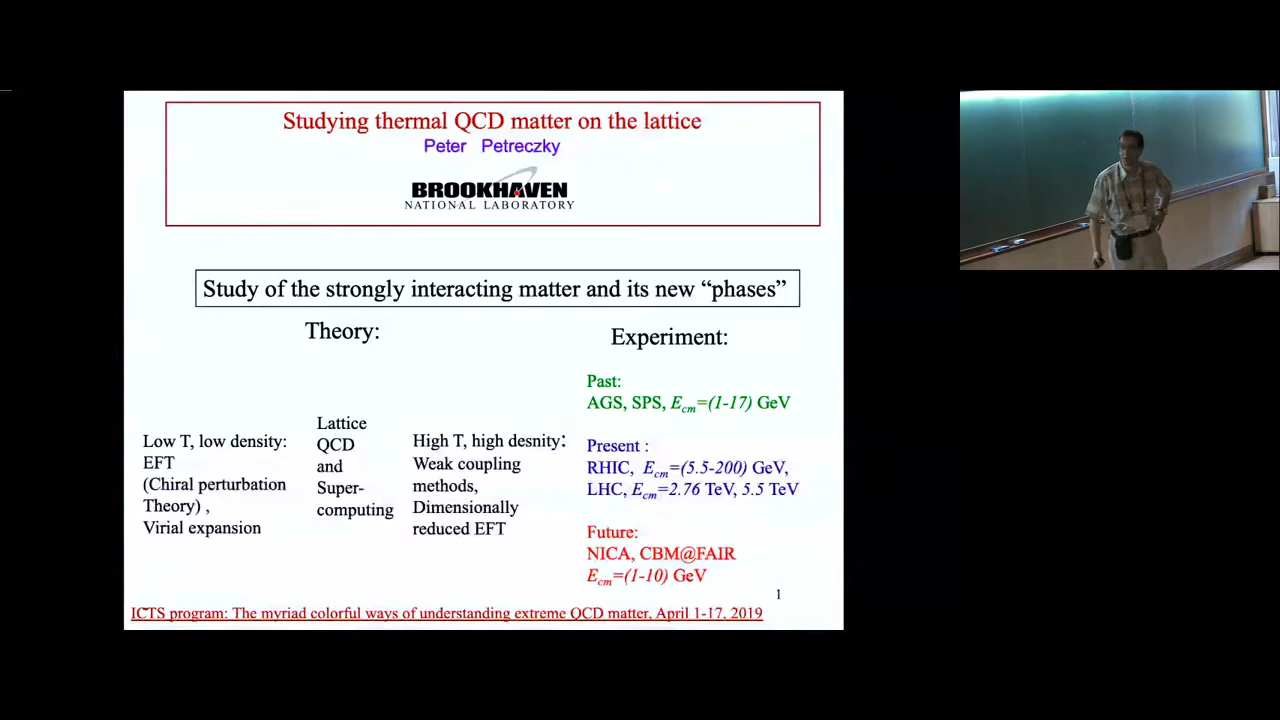 Studying thermal QCD matter on the lattice
Peter Petreczky
BROOKHAVEN
NATIONAL LABORATORY
Study of the strongly interacting matter and its new “phases”
Theory:
Low T, low density:
EFT
(Chiral perturbation
Theory) ,
Virial expansion
Lattice
QCD
and
Super-
computing
High T, high desnity:
Weak coupling
methods,
Dimensionally
reduced EFT
Experiment:
Past:
AGS, SPS, Ecm=(1-17) GeV
Present :
RHIC, Ecm=(5.5-200) GeV,
LHC, Ecm=2.76 TeV, 5.5 TeV
Future:
NICA, CBM@FAIR
Ecm=(1-10) GeV
1
ICTS program: The myriad colorful ways of understanding extreme QCD matter, April 1-17, 2019